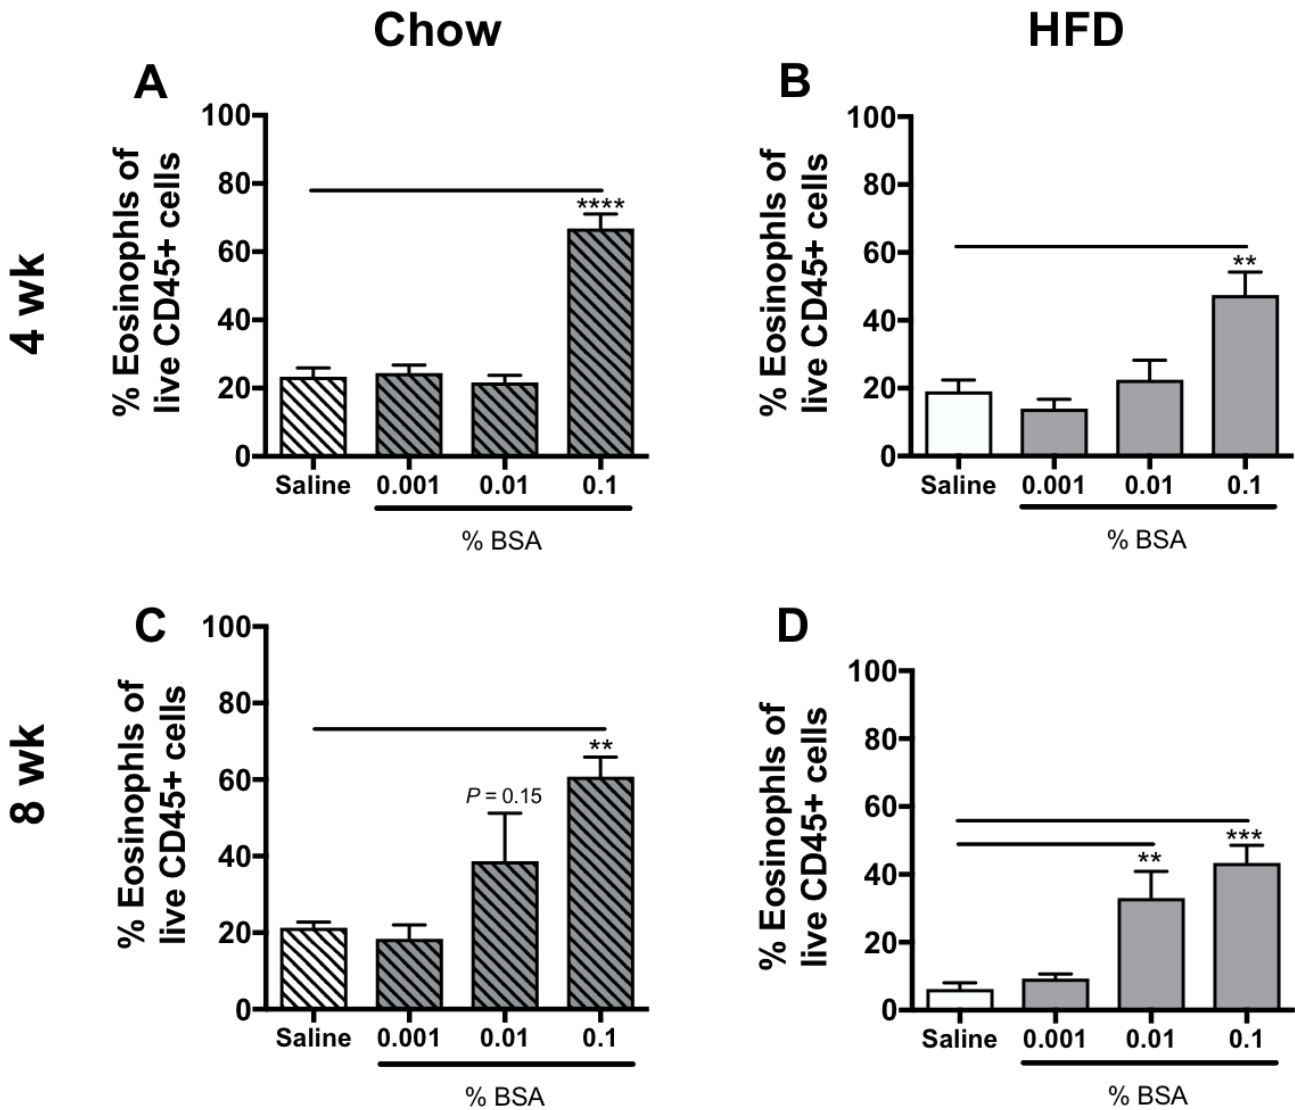 Chow
HFD
4 wk
8 wk
A
% Eosinophls of
live CD45+ cells
100
80
60
40
20
0
****
Saline 0.001 0.01 0.1
% BSA
B
% Eosinophls of
live CD45+ cells
100
80
60
40
20
0
**
Saline 0.001 0.01 0.1
% BSA
C
% Eosinophls of
live CD45+ cells
100
80
60
40
20
0
P = 0.15
**
Saline 0.001 0.01 0.1
% BSA
D
% Eosinophls of
live CD45+ cells
100
80
60
40
20
0
**
***
Saline 0.001 0.01 0.1
% BSA